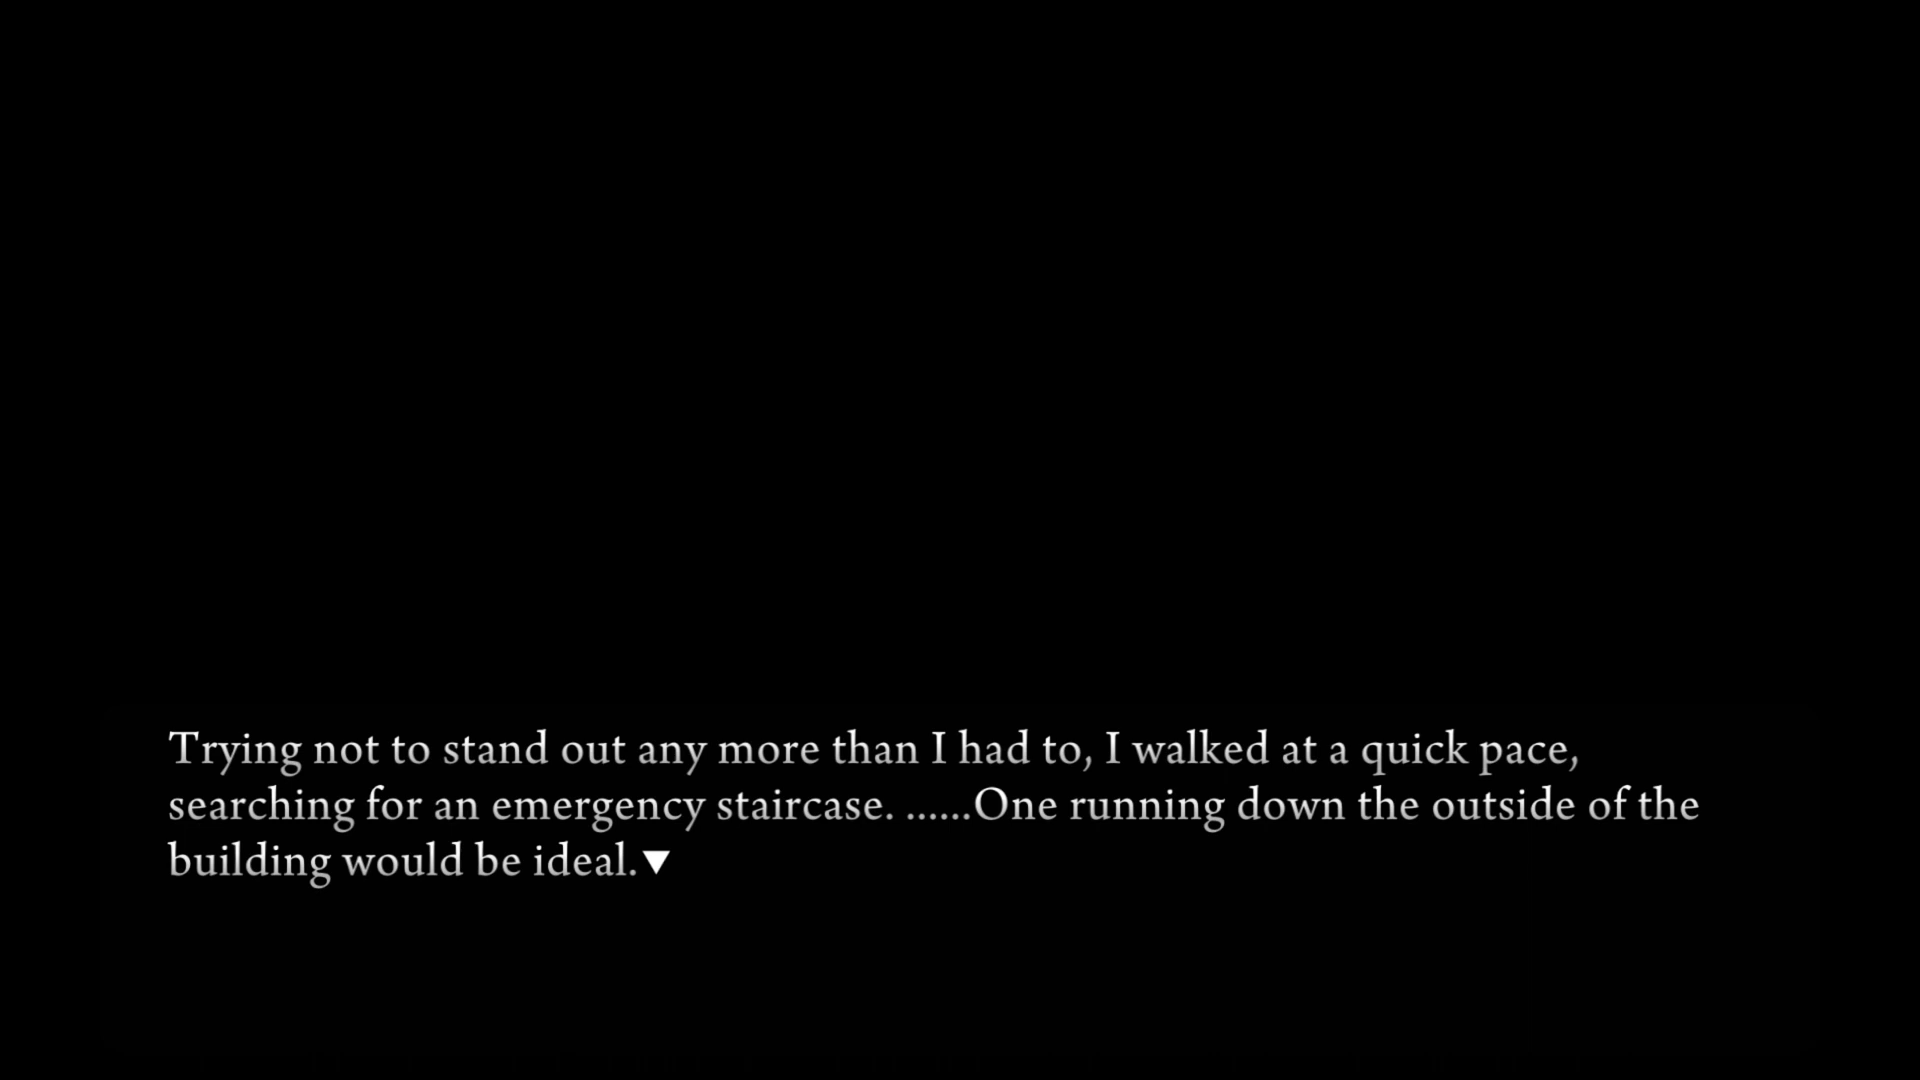 Trying not to stand out any more than I had to, I walked at a quick pace,
searching for an emergency staircase. ......One running down the outside of the
building would be ideal.▼